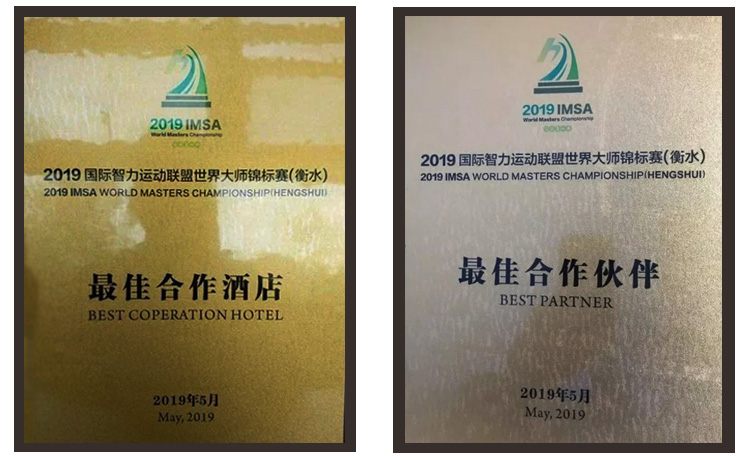 2019 IMSA
World Masters Championship
2019 国际智力运动联盟世界大师锦标赛(衡水)
2019 IMSA WORLD MASTERS CHAMPIONSHIP(HENGSHUI)
最佳合作酒店
BEST COPERATION HOTEL
2019年5月
May, 2019
2019 IMSA
World Masters Championship
2019 国际智力运动联盟世界大师锦标赛(衡水)
2019 IMSA WORLD MASTERS CHAMPIONSHIP(HENGSHUI)
最佳合作伙伴
BEST PARTNER
2019年5月
May, 2019